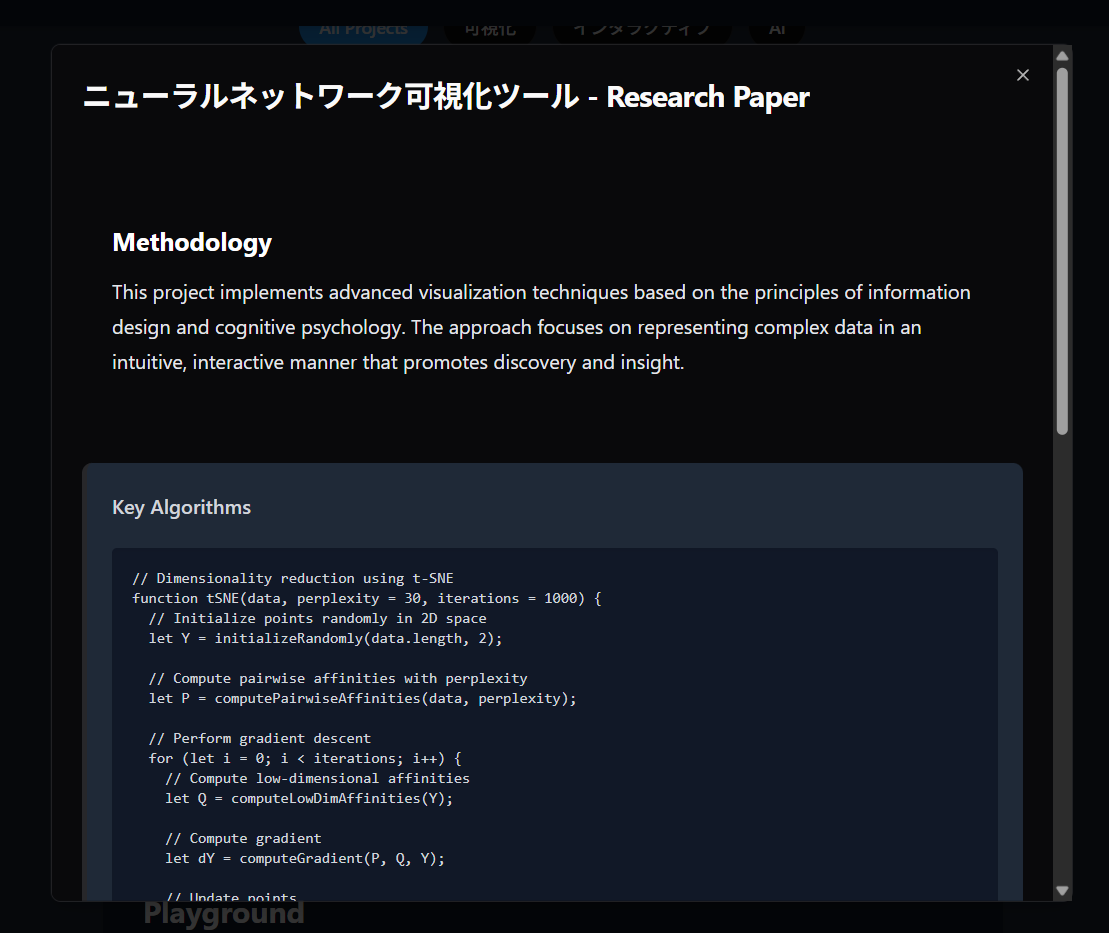 All Projects
可視化
インタラクティブ
AI
ニューラルネットワーク可視化ツール - Research Paper
Methodology
This project implements advanced visualization techniques based on the principles of information
design and cognitive psychology. The approach focuses on representing complex data in an
intuitive, interactive manner that promotes discovery and insight.
Key Algorithms
// Dimensionality reduction using t-SNE
function tSNE(data, perplexity = 30, iterations = 1000) {
  // Initialize points randomly in 2D space
  let Y = initializeRandomly(data.length, 2);
  // Compute pairwise affinities with perplexity
  let P = computePairwiseAffinities(data, perplexity);
  // Perform gradient descent
  for (let i = 0; i < iterations; i++) {
    // Compute low-dimensional affinities
    let Q = computeLowDimAffinities(Y);
    // Compute gradient
    let dY = computeGradient(P, Q, Y);
    // Update points
Playground